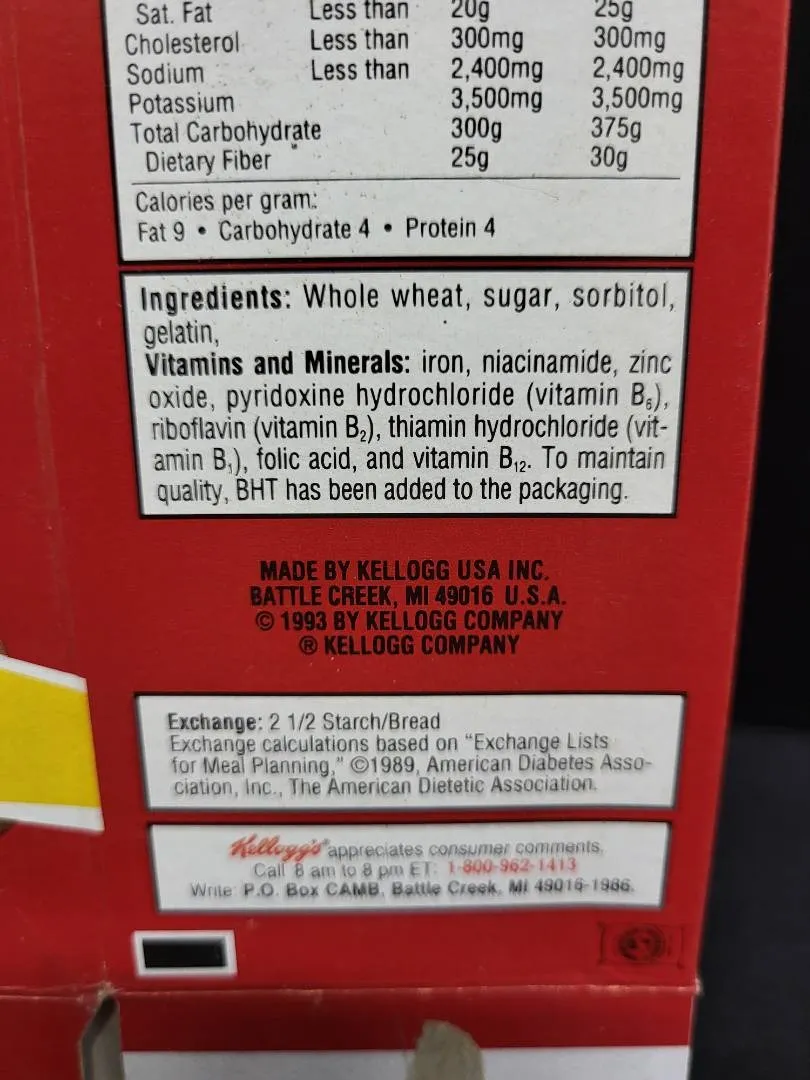 Sat. Fat Less than 20g 25g
Cholesterol Less than 300mg 300mg
Sodium Less than 2,400mg 2,400mg
Potassium 3,500mg 3,500mg
Total Carbohydrate 300g 375g
Dietary Fiber 25g 30g
Calories per gram:
Fat 9 • Carbohydrate 4 • Protein 4
Ingredients: Whole wheat, sugar, sorbitol,
gelatin,
Vitamins and Minerals: iron, niacinamide, zinc
oxide, pyridoxine hydrochloride (vitamin B₆),
riboflavin (vitamin B₂), thiamin hydrochloride (vit-
amin B₁), folic acid, and vitamin B₁₂. To maintain
quality, BHT has been added to the packaging.
MADE BY KELLOGG USA INC.
BATTLE CREEK, MI 49016 U.S.A.
© 1993 BY KELLOGG COMPANY
® KELLOGG COMPANY
Exchange: 2 1/2 Starch/Bread
Exchange calculations based on “Exchange Lists
for Meal Planning,” ©1989, American Diabetes Asso-
ciation, Inc., The American Dietetic Association.
Kellogg's® appreciates consumer comments.
Call 8 am to 8 pm ET: 1-800-962-1413
Write: P.O. Box CAMB, Battle Creek, MI 49016-1986.